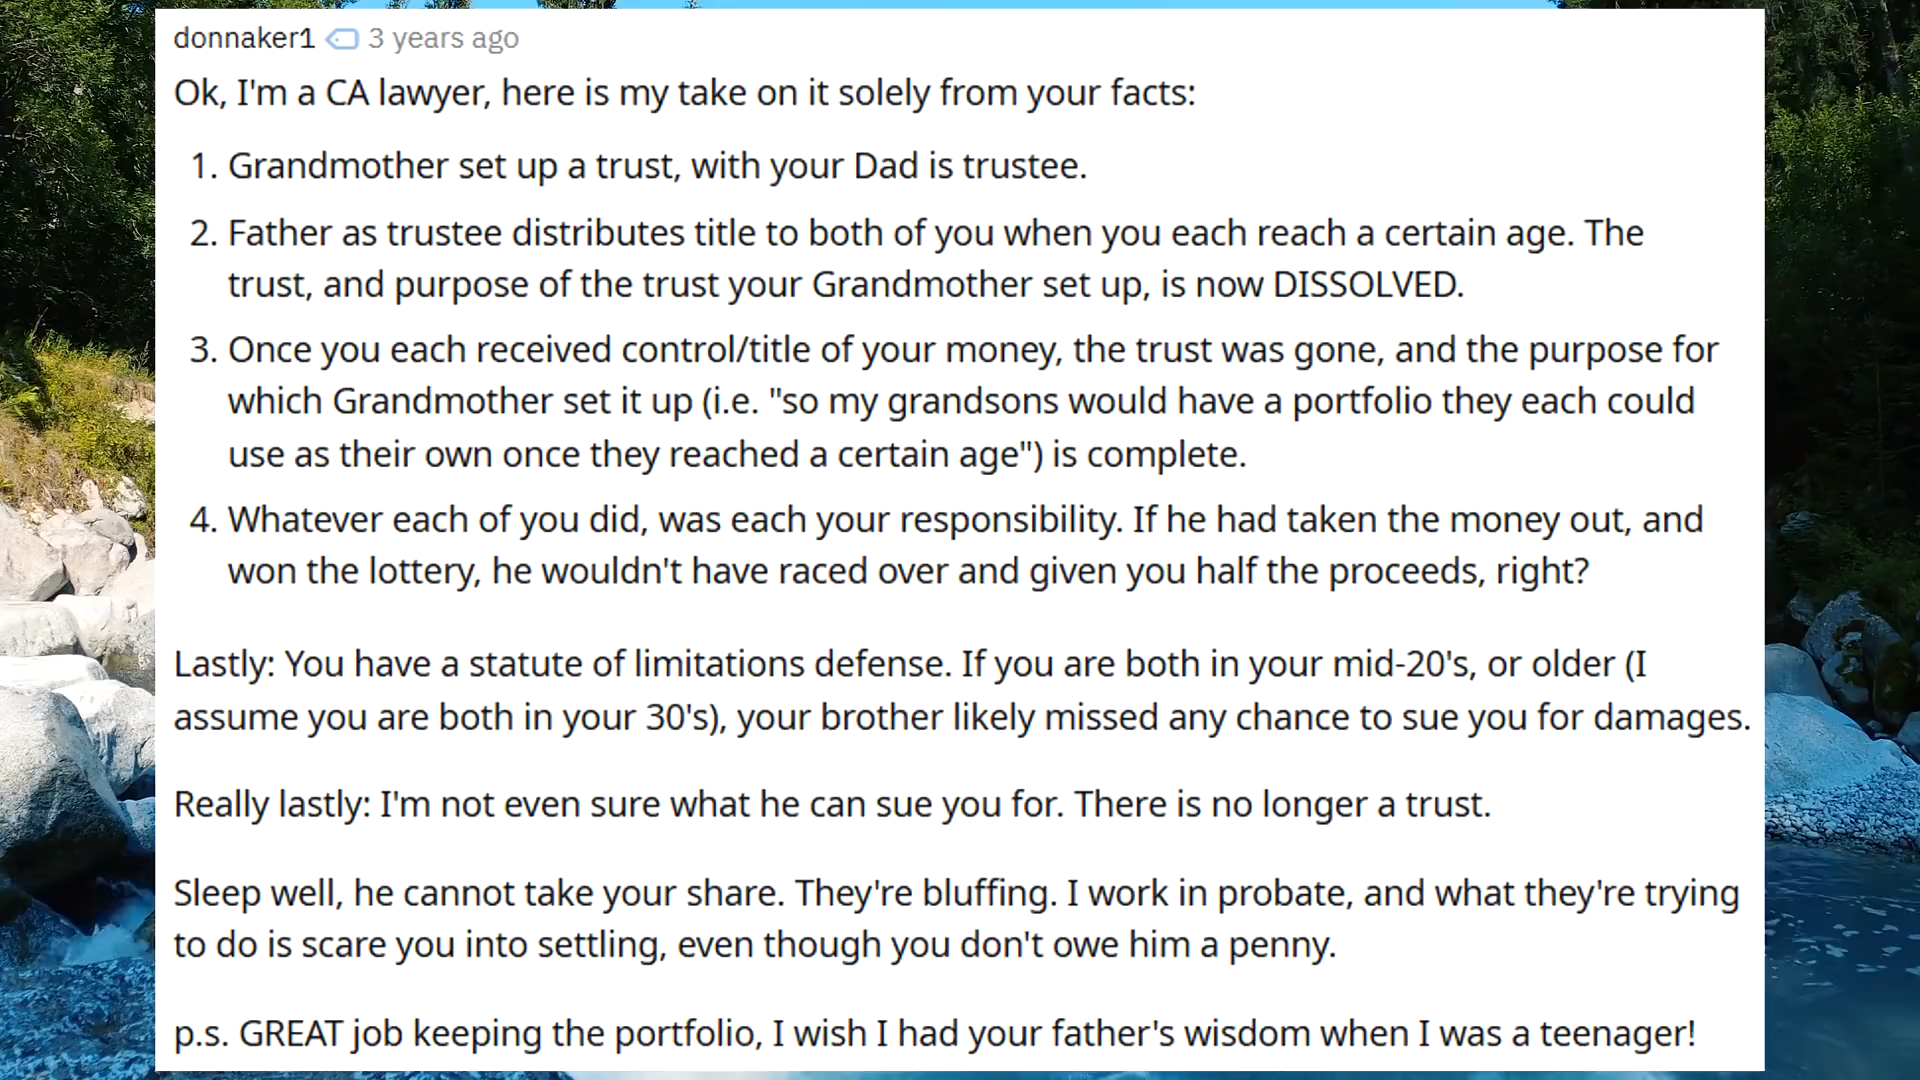 donnaker1 3 years ago
Ok, I'm a CA lawyer, here is my take on it solely from your facts:
1. Grandmother set up a trust, with your Dad is trustee.
2. Father as trustee distributes title to both of you when you each reach a certain age. The
trust, and purpose of the trust your Grandmother set up, is now DISSOLVED.
3. Once you each received control/title of your money, the trust was gone, and the purpose for
which Grandmother set it up (i.e. "so my grandsons would have a portfolio they each could
use as their own once they reached a certain age") is complete.
4. Whatever each of you did, was each your responsibility. If he had taken the money out, and
won the lottery, he wouldn't have raced over and given you half the proceeds, right?
Lastly: You have a statute of limitations defense. If you are both in your mid-20's, or older (I
assume you are both in your 30's), your brother likely missed any chance to sue you for damages.
Really lastly: I'm not even sure what he can sue you for. There is no longer a trust.
Sleep well, he cannot take your share. They're bluffing. I work in probate, and what they're trying
to do is scare you into settling, even though you don't owe him a penny.
p.s. GREAT job keeping the portfolio, I wish I had your father's wisdom when I was a teenager!